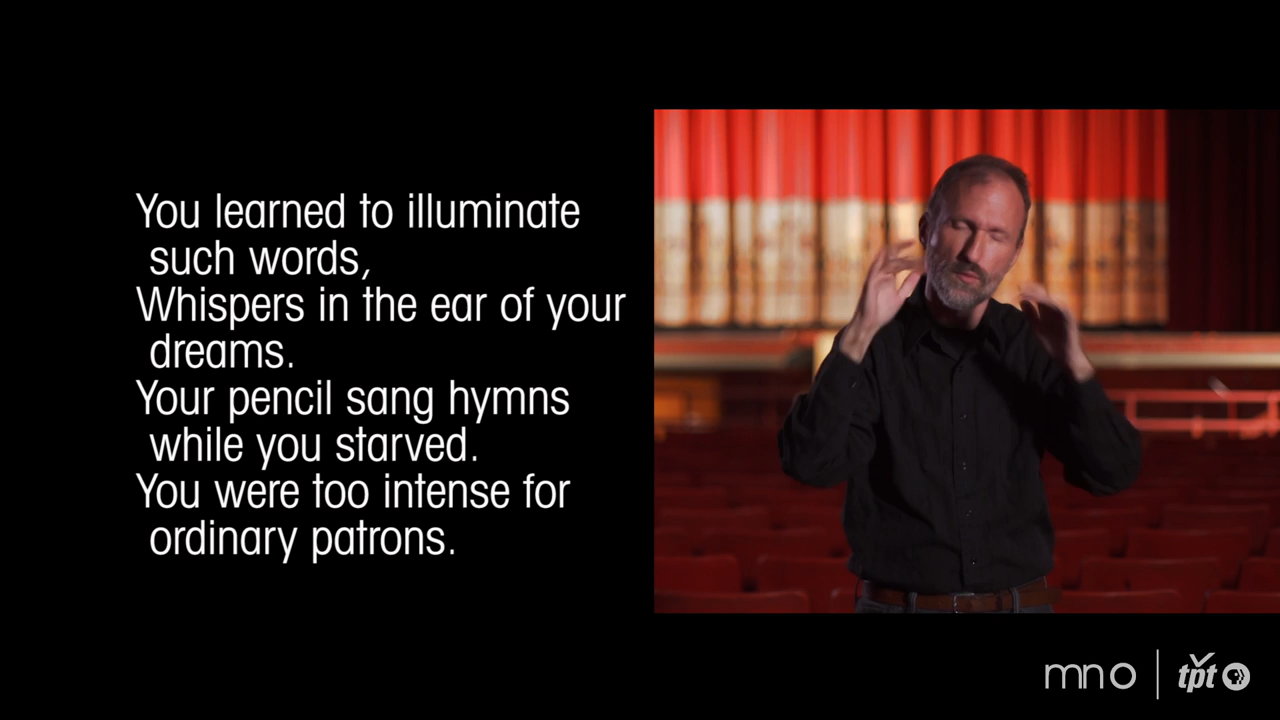 You learned to illuminate
such words,
Whispers in the ear of your
dreams.
Your pencil sang hymns
while you starved.
You were too intense for
ordinary patrons.
mno | tpt